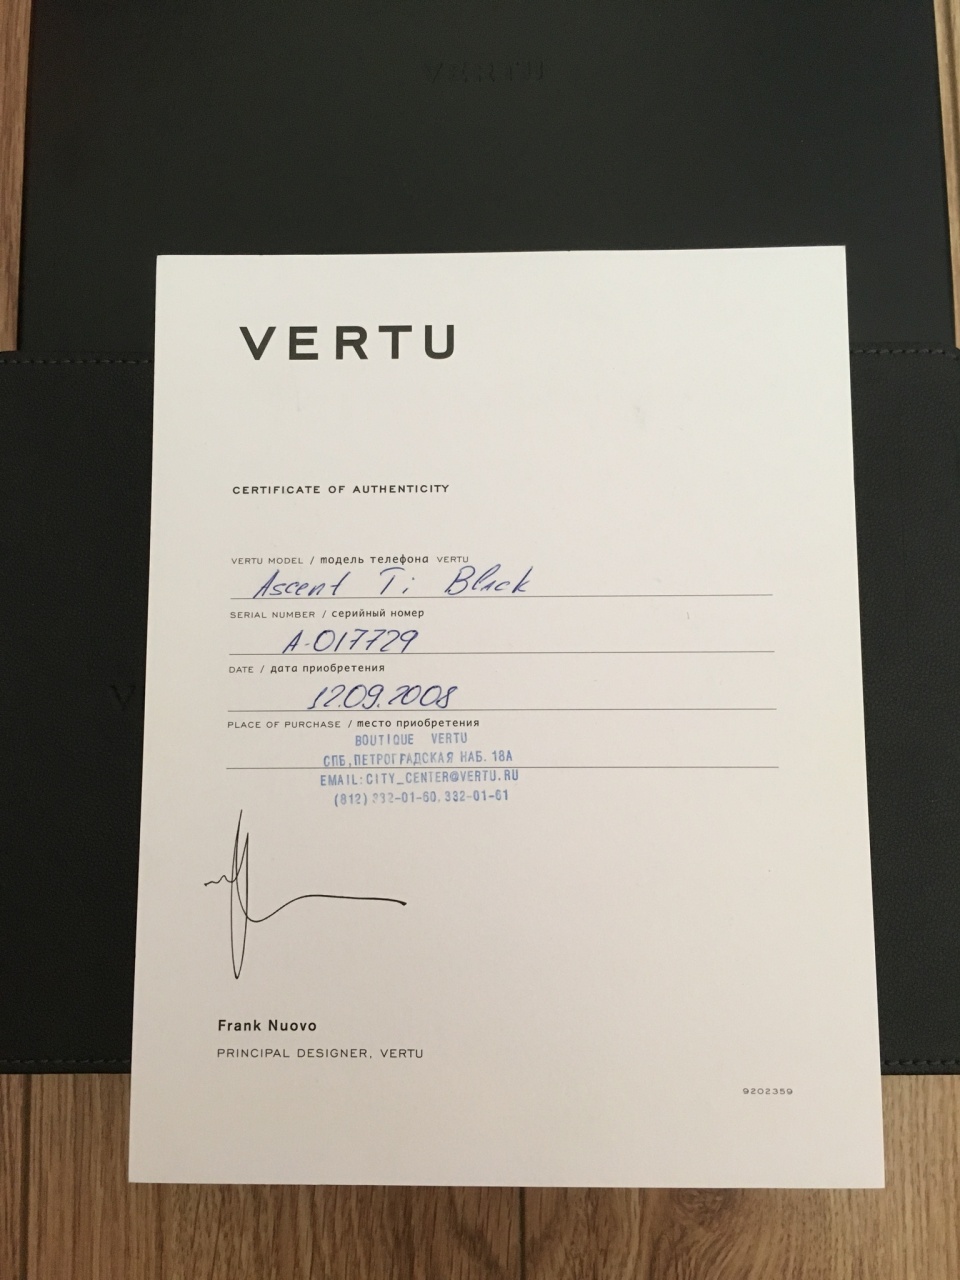 VERTU
VERTU
CERTIFICATE OF AUTHENTICITY
VERTU MODEL / модель телефона VERTU
Ascent Ti Black
SERIAL NUMBER / серийный номер
A-017729
DATE / дата приобретения
12.09.2008
PLACE OF PURCHASE / место приобретения
BOUTIQUE VERTU
СПБ,ПЕТРОГРАДСКАЯ НАБ. 18А
EMAIL:CITY_CENTER@VERTU.RU
(812) 332-01-60, 332-01-61
Frank Nuovo
PRINCIPAL DESIGNER, VERTU
9202359